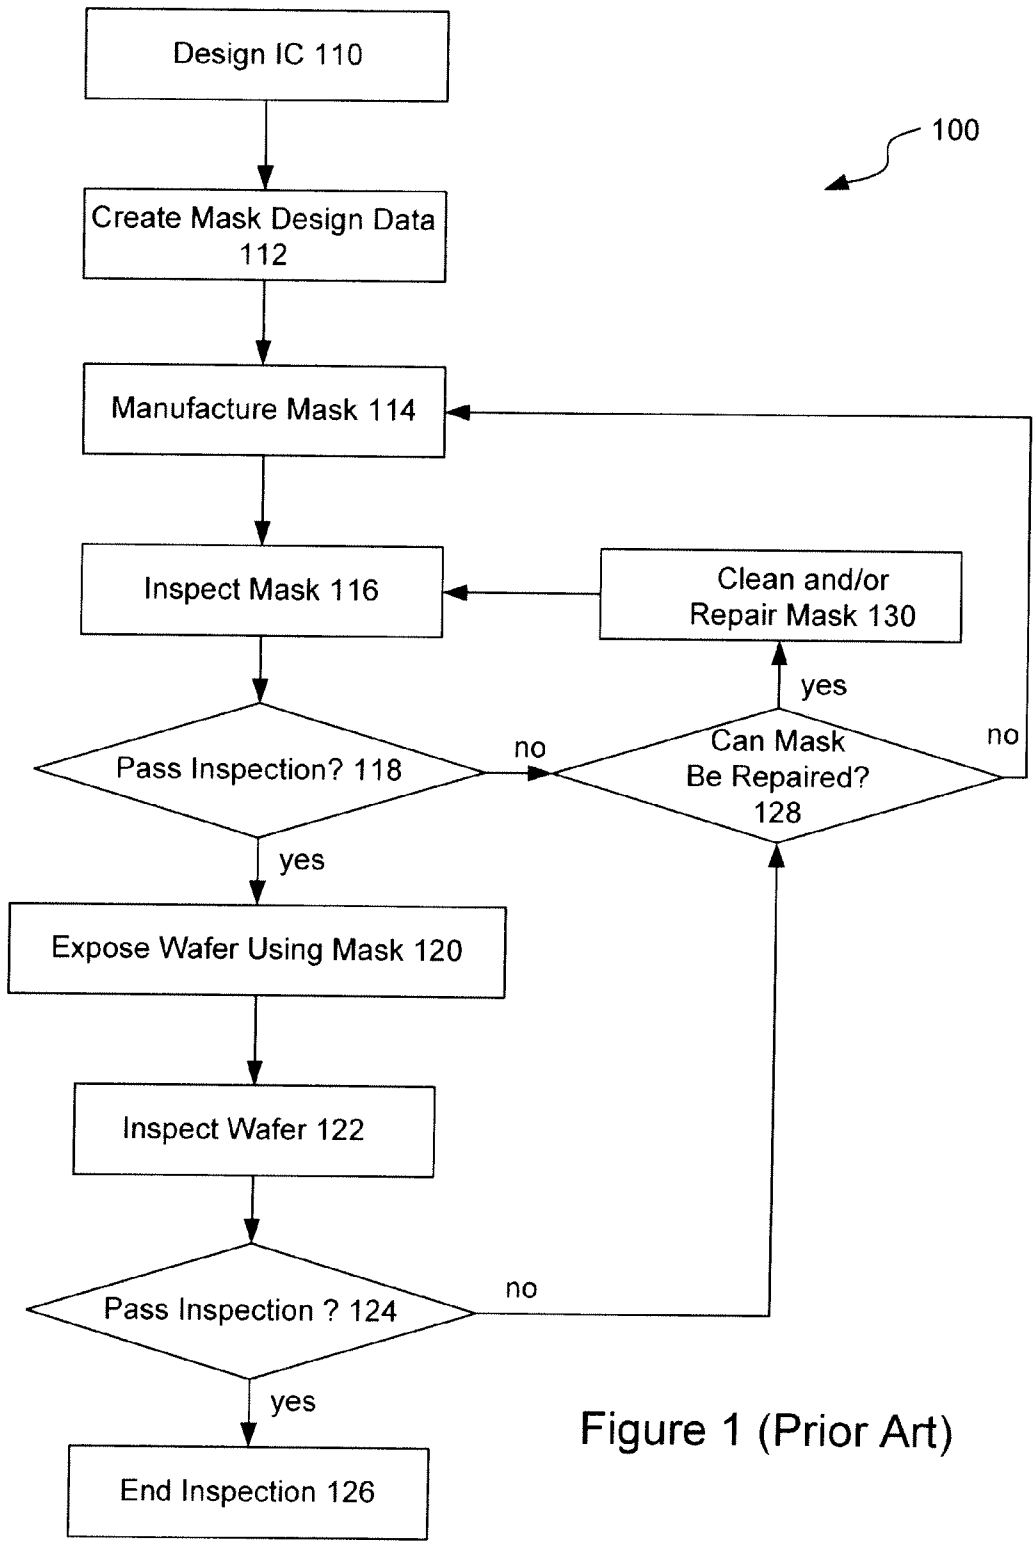 Design IC 110
100
Create Mask Design Data
112
Manufacture Mask 114
Inspect Mask 116
Clean and/or
Repair Mask 130
yes
no
Pass Inspection? 118
no
Can Mask
Be Repaired?
128
yes
Expose Wafer Using Mask 120
Inspect Wafer 122
Pass Inspection ? 124
no
yes
End Inspection 126
Figure 1 (Prior Art)